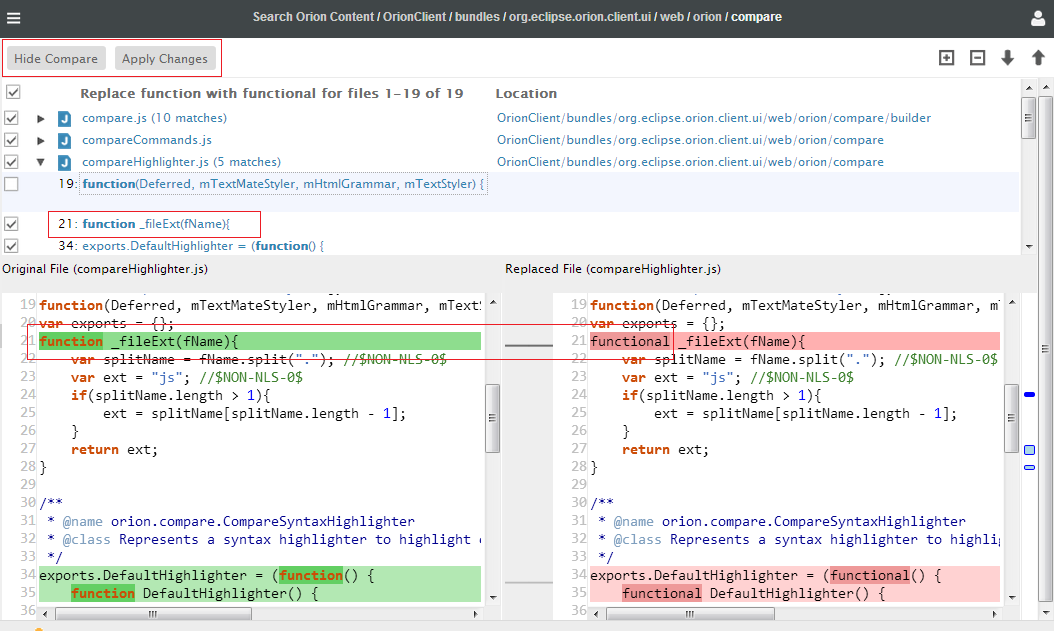 Search Orion Content / OrionClient / bundles / org.eclipse.orion.client.ui / web / orion / compare
Hide Compare Apply Changes
Replace function with functional for files 1-19 of 19 Location
compare.js (10 matches) OrionClient/bundles/org.eclipse.orion.client.ui/web/orion/compare/builder
compareCommands.js OrionClient/bundles/org.eclipse.orion.client.ui/web/orion/compare
compareHighlighter.js (5 matches) OrionClient/bundles/org.eclipse.orion.client.ui/web/orion/compare
19: function(Deferred, mTextMateStyler, mHtmlGrammar, mTextStyler) {
21: function _fileExt(fName){
34: exports.DefaultHighlighter = (function() {
Original File (compareHighlighter.js) Replaced File (compareHighlighter.js)
19 function(Deferred, mTextMateStyler, mHtmlGrammar, mText
20 var exports = {};
21 function _fileExt(fName){
22 var splitName = fName.split("."); //$NON-NLS-0$
23 var ext = "js"; //$NON-NLS-0$
24 if(splitName.length > 1){
25 ext = splitName[splitName.length - 1];
26 }
27 return ext;
28 }
29
30 /**
31 * @name orion.compare.CompareSyntaxHighlighter
32 * @class Represents a syntax highlighter to highlight
33 */
34 exports.DefaultHighlighter = (function() {
35 function DefaultHighlighter() {
36
19 function(Deferred, mTextMateStyler, mHtmlGrammar,
20 var exports = {};
21 functional _fileExt(fName){
22 var splitName = fName.split("."); //$NON-NLS-0$
23 var ext = "js"; //$NON-NLS-0$
24 if(splitName.length > 1){
25 ext = splitName[splitName.length - 1];
26 }
27 return ext;
28 }
29
30 /**
31 * @name orion.compare.CompareSyntaxHighlighter
32 * @class Represents a syntax highlighter to highlig
33 */
34 exports.DefaultHighlighter = (functional() {
35 functional DefaultHighlighter() {
36